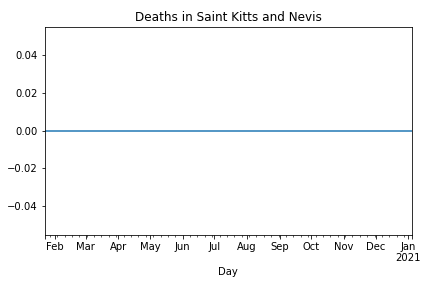 Deaths in Saint Kitts and Nevis
0.04
0.02
0.00
−0.02
−0.04
Feb Mar Apr May Jun Jul Aug Sep Oct Nov Dec Jan
2021
Day